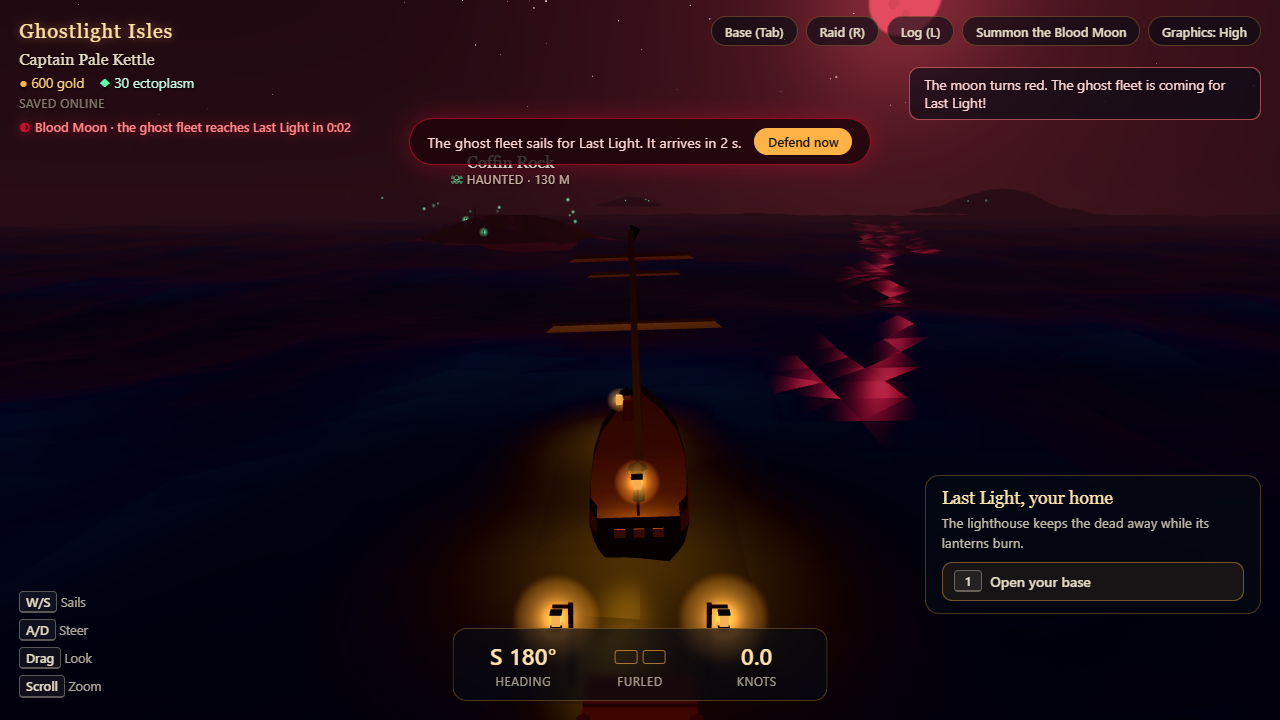 Ghostlight Isles
Captain Pale Kettle
600 gold 30 ectoplasm
SAVED ONLINE
Blood Moon · the ghost fleet reaches Last Light in 0:02
Base (Tab) Raid (R) Log (L) Summon the Blood Moon Graphics: High
The moon turns red. The ghost fleet is coming for
Last Light!
The ghost fleet sails for Last Light. It arrives in 2 s. Defend now
Coffin Rock
HAUNTED · 130 M
Last Light, your home
The lighthouse keeps the dead away while its
lanterns burn.
1 Open your base
W/S Sails
A/D Steer
Drag Look
Scroll Zoom
S 180° 0.0
HEADING FURLED KNOTS